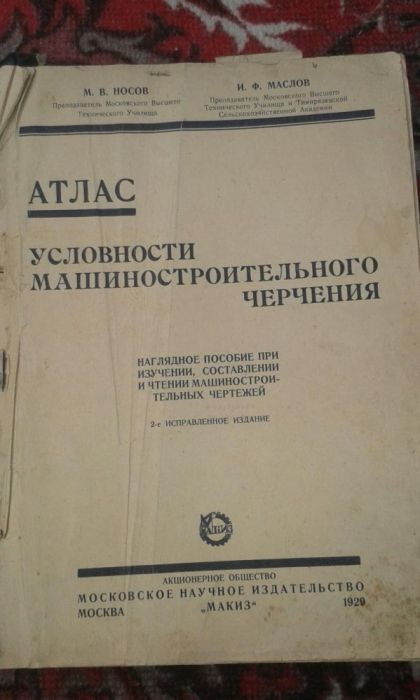 М. В. НОСОВ
Преподаватель Московского Высшего
Технического Училища
И. Ф. МАСЛОВ
Преподаватель Московского Высшего
Технического Училища и Тимирязевской
Сельскохозяйственной Академии
АТЛАС
УСЛОВНОСТИ
МАШИНОСТРОИТЕЛЬНОГО
ЧЕРЧЕНИЯ
НАГЛЯДНОЕ ПОСОБИЕ ПРИ
ИЗУЧЕНИИ, СОСТАВЛЕНИИ
И ЧТЕНИИ МАШИНОСТРОИ-
ТЕЛЬНЫХ ЧЕРТЕЖЕЙ
2-е ИСПРАВЛЕННОЕ ИЗДАНИЕ
АКЦИОНЕРНОЕ ОБЩЕСТВО
МОСКОВСКОЕ НАУЧНОЕ ИЗДАТЕЛЬСТВО
МОСКВА „МАКИЗ“ 1929